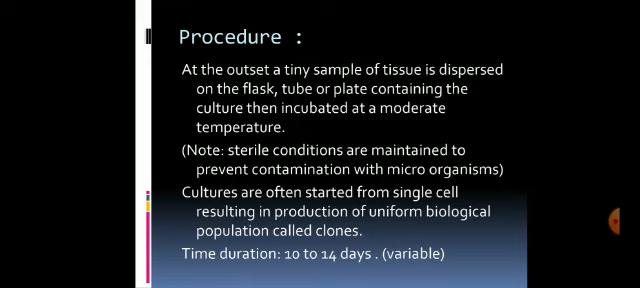 Procedure :
At the outset a tiny sample of tissue is dispersed
on the flask, tube or plate containing the
culture then incubated at a moderate
temperature.
(Note: sterile conditions are maintained to
prevent contamination with micro organisms)
Cultures are often started from single cell
resulting in production of uniform biological
population called clones.
Time duration: 10 to 14 days . (variable)